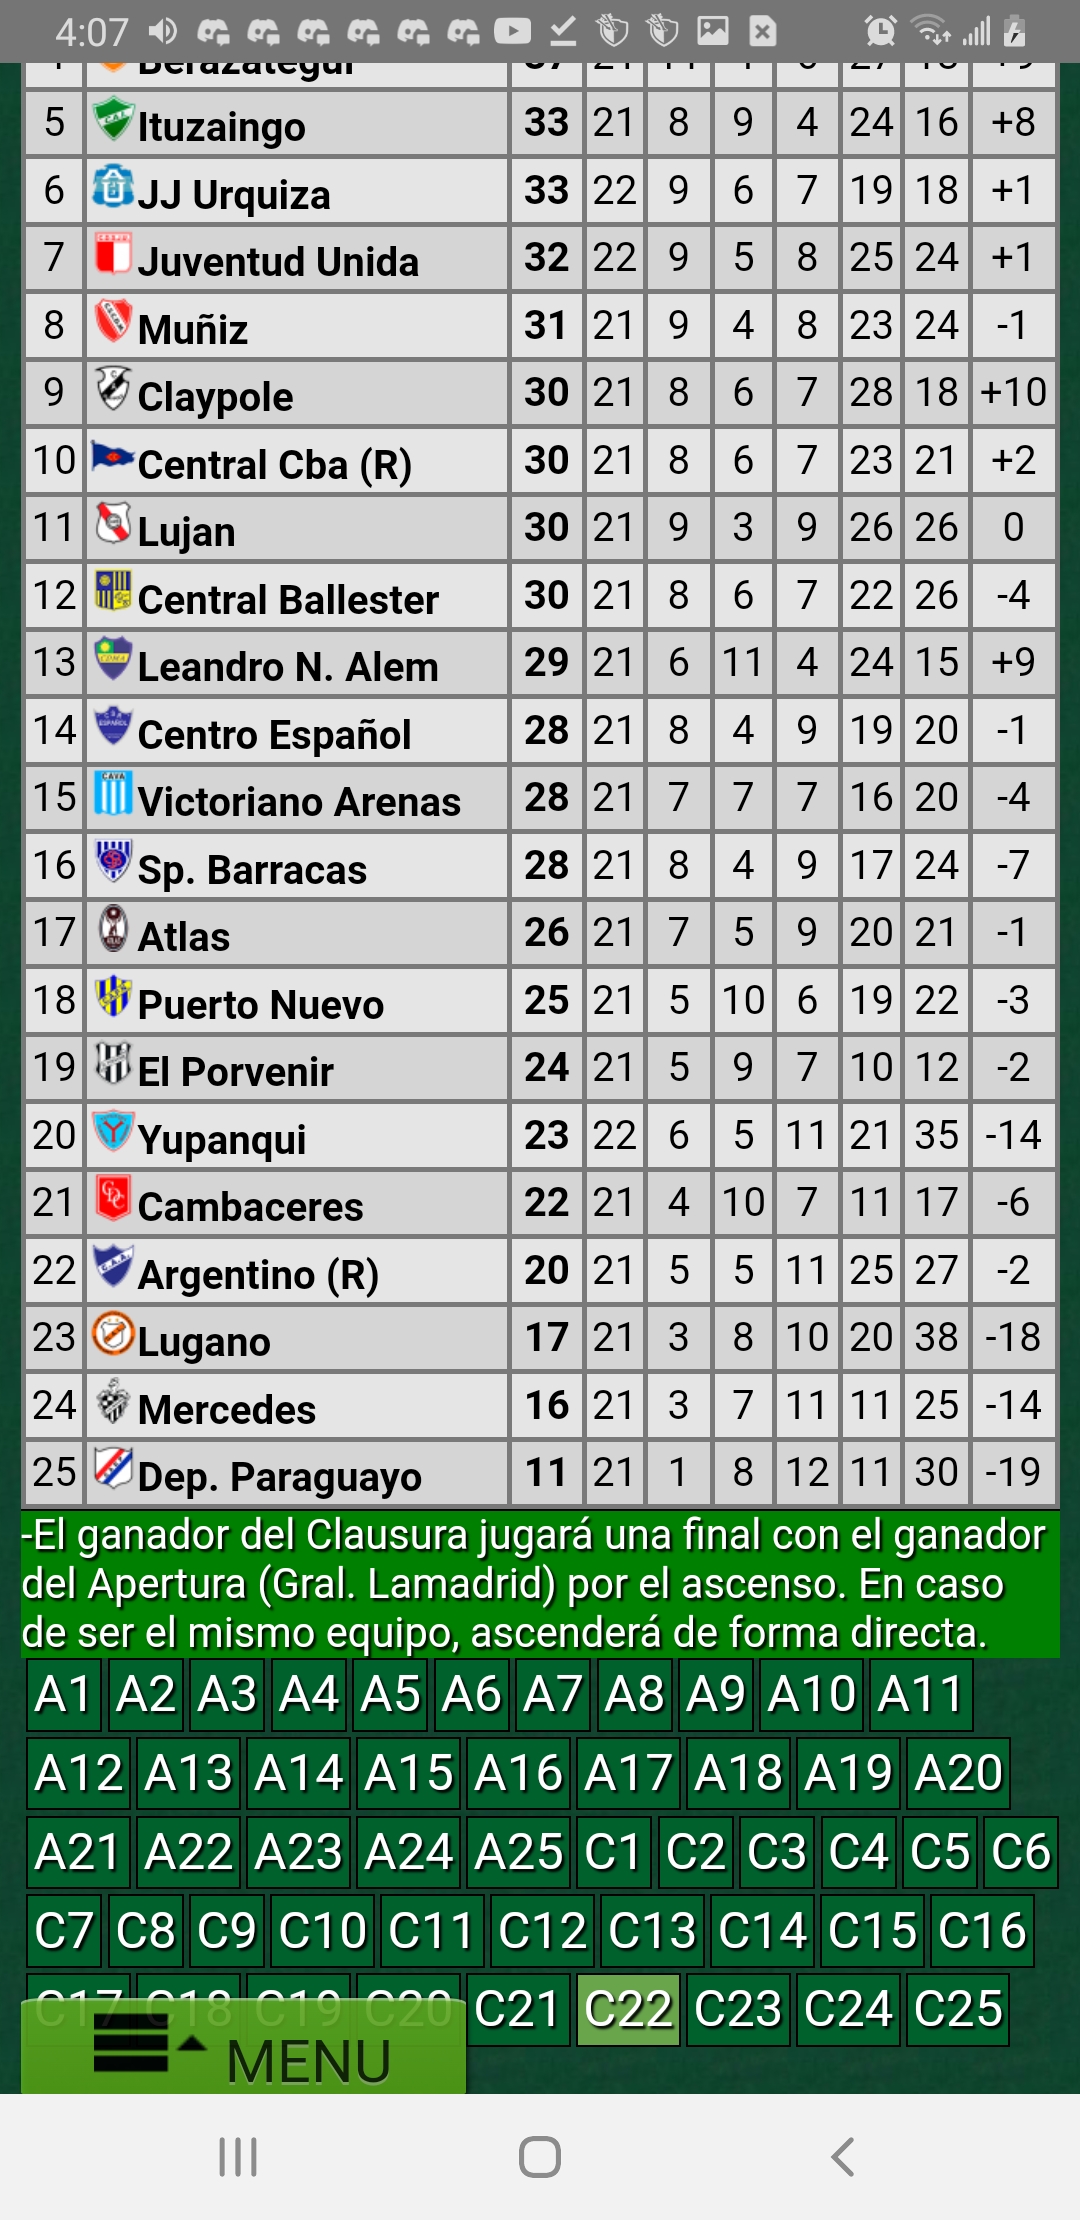 4:07
Berazategui 37 21 11 4 6 27 18 +9
5 Ituzaingo 33 21 8 9 4 24 16 +8
6 JJ Urquiza 33 22 9 6 7 19 18 +1
7 Juventud Unida 32 22 9 5 8 25 24 +1
8 Muñiz 31 21 9 4 8 23 24 -1
9 Claypole 30 21 8 6 7 28 18 +10
10 Central Cba (R) 30 21 8 6 7 23 21 +2
11 Lujan 30 21 9 3 9 26 26 0
12 Central Ballester 30 21 8 6 7 22 26 -4
13 Leandro N. Alem 29 21 6 11 4 24 15 +9
14 Centro Español 28 21 8 4 9 19 20 -1
15 Victoriano Arenas 28 21 7 7 7 16 20 -4
16 Sp. Barracas 28 21 8 4 9 17 24 -7
17 Atlas 26 21 7 5 9 20 21 -1
18 Puerto Nuevo 25 21 5 10 6 19 22 -3
19 El Porvenir 24 21 5 9 7 10 12 -2
20 Yupanqui 23 22 6 5 11 21 35 -14
21 Cambaceres 22 21 4 10 7 11 17 -6
22 Argentino (R) 20 21 5 5 11 25 27 -2
23 Lugano 17 21 3 8 10 20 38 -18
24 Mercedes 16 21 3 7 11 11 25 -14
25 Dep. Paraguayo 11 21 1 8 12 11 30 -19
-El ganador del Clausura jugará una final con el ganador
del Apertura (Gral. Lamadrid) por el ascenso. En caso
de ser el mismo equipo, ascenderá de forma directa.
A1 A2 A3 A4 A5 A6 A7 A8 A9 A10 A11
A12 A13 A14 A15 A16 A17 A18 A19 A20
A21 A22 A23 A24 A25 C1 C2 C3 C4 C5 C6
C7 C8 C9 C10 C11 C12 C13 C14 C15 C16
C17 C18 C19 C20 C21 C22 C23 C24 C25
MENU